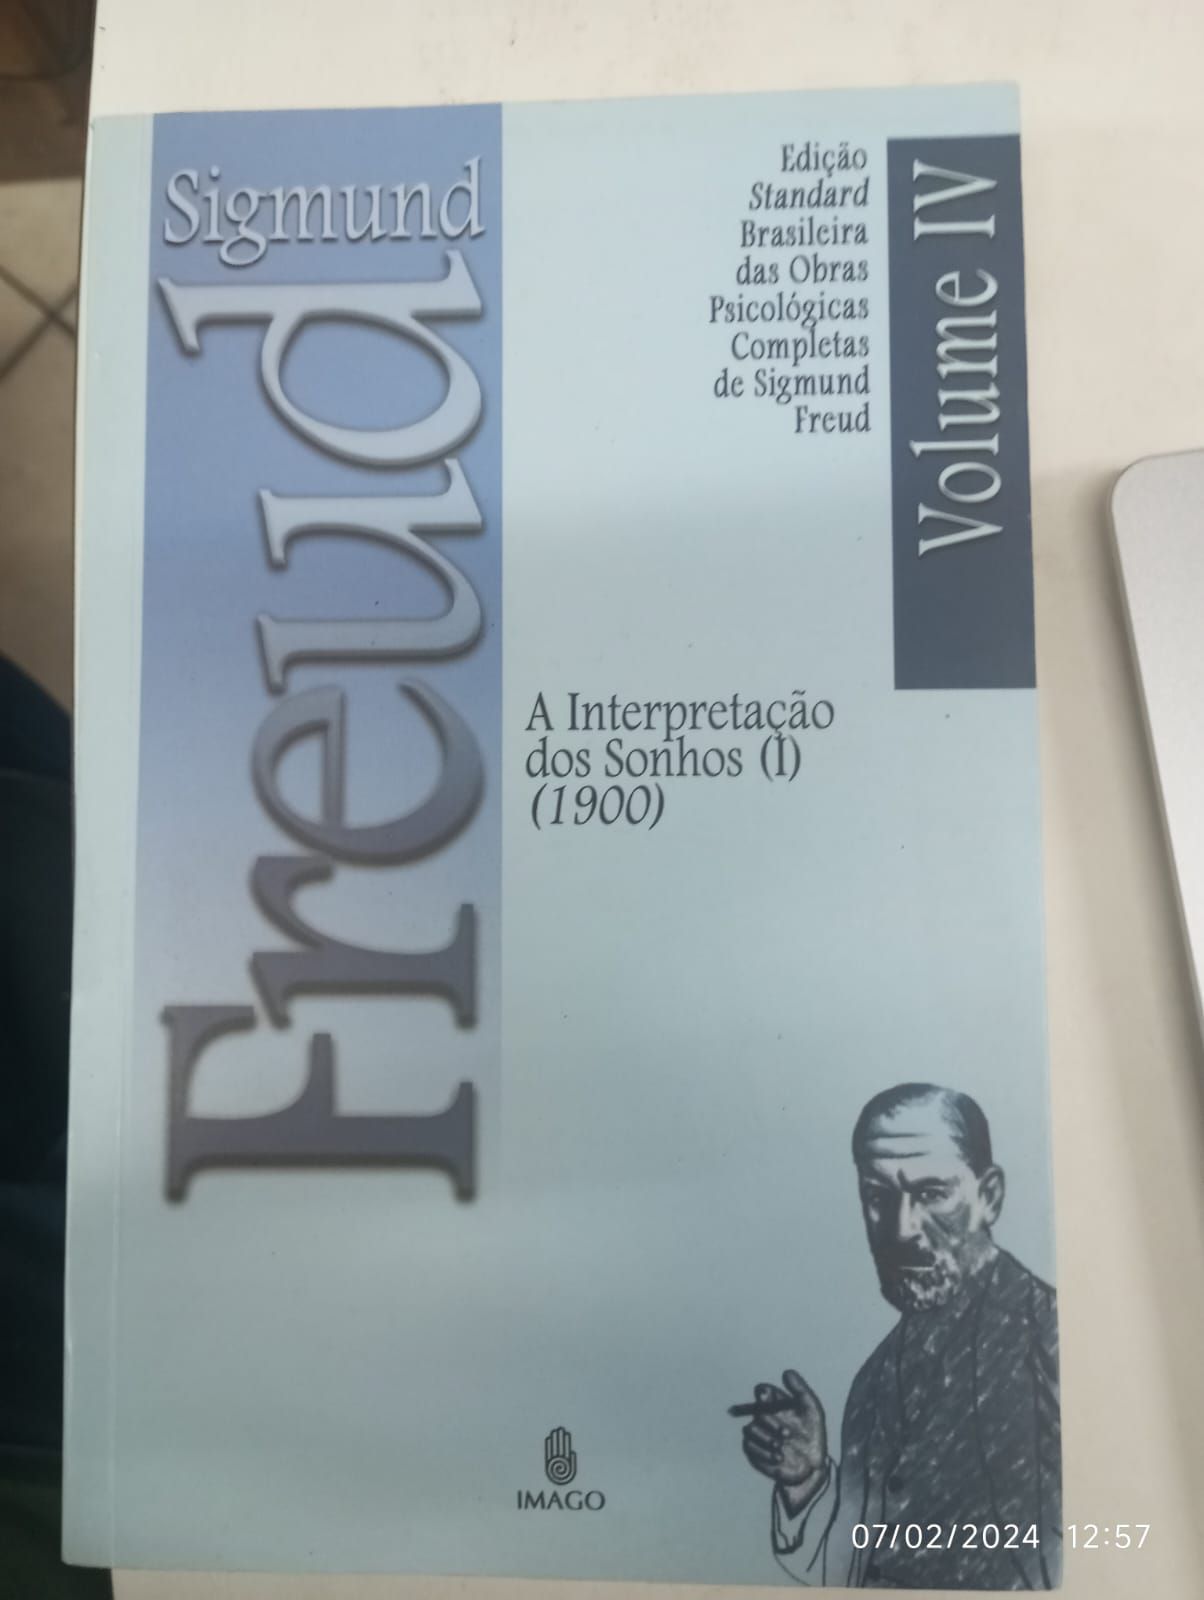 Sigmund
Freud
Edição
Standard
Brasileira
das Obras
Psicológicas
Completas
de Sigmund
Freud
Volume IV
A Interpretação
dos Sonhos (I)
(1900)
IMAGO
07/02/2024 12:57